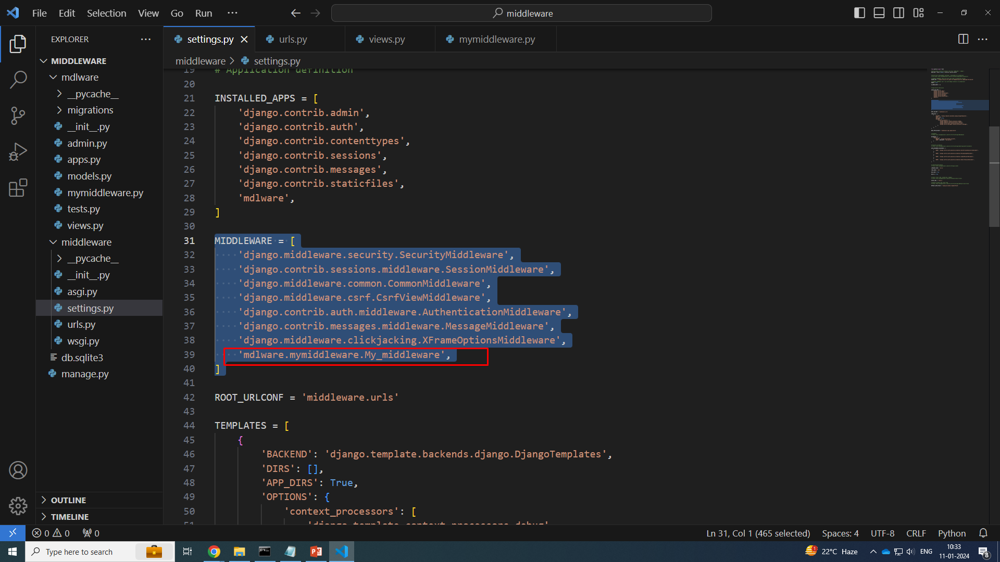 File Edit Selection View Go Run ···
middleware
EXPLORER ···
settings.py
urls.py
views.py
mymiddleware.py
···
middleware > settings.py
MIDDLEWARE
mdlware
__pycache__
migrations
__init__.py
admin.py
apps.py
models.py
mymiddleware.py
tests.py
views.py
middleware
__pycache__
__init__.py
asgi.py
settings.py
urls.py
wsgi.py
db.sqlite3
manage.py
OUTLINE
TIMELINE
19 # Application definition
20
21 INSTALLED_APPS = [
22     'django.contrib.admin',
23     'django.contrib.auth',
24     'django.contrib.contenttypes',
25     'django.contrib.sessions',
26     'django.contrib.messages',
27     'django.contrib.staticfiles',
28     'mdlware',
29 ]
30
31 MIDDLEWARE = [
32     'django.middleware.security.SecurityMiddleware',
33     'django.contrib.sessions.middleware.SessionMiddleware',
34     'django.middleware.common.CommonMiddleware',
35     'django.middleware.csrf.CsrfViewMiddleware',
36     'django.contrib.auth.middleware.AuthenticationMiddleware',
37     'django.contrib.messages.middleware.MessageMiddleware',
38     'django.middleware.clickjacking.XFrameOptionsMiddleware',
39     'mdlware.mymiddleware.My_middleware',
40 ]
41
42 ROOT_URLCONF = 'middleware.urls'
43
44 TEMPLATES = [
45     {
46         'BACKEND': 'django.template.backends.django.DjangoTemplates',
47         'DIRS': [],
48         'APP_DIRS': True,
49         'OPTIONS': {
50             'context_processors': [
51                 'django.template.context_processors.debug'
0 0 0
Ln 31, Col 1 (465 selected) Spaces: 4 UTF-8 CRLF Python
Type here to search
1 22°C Haze ENG 10:33
11-01-2024
8